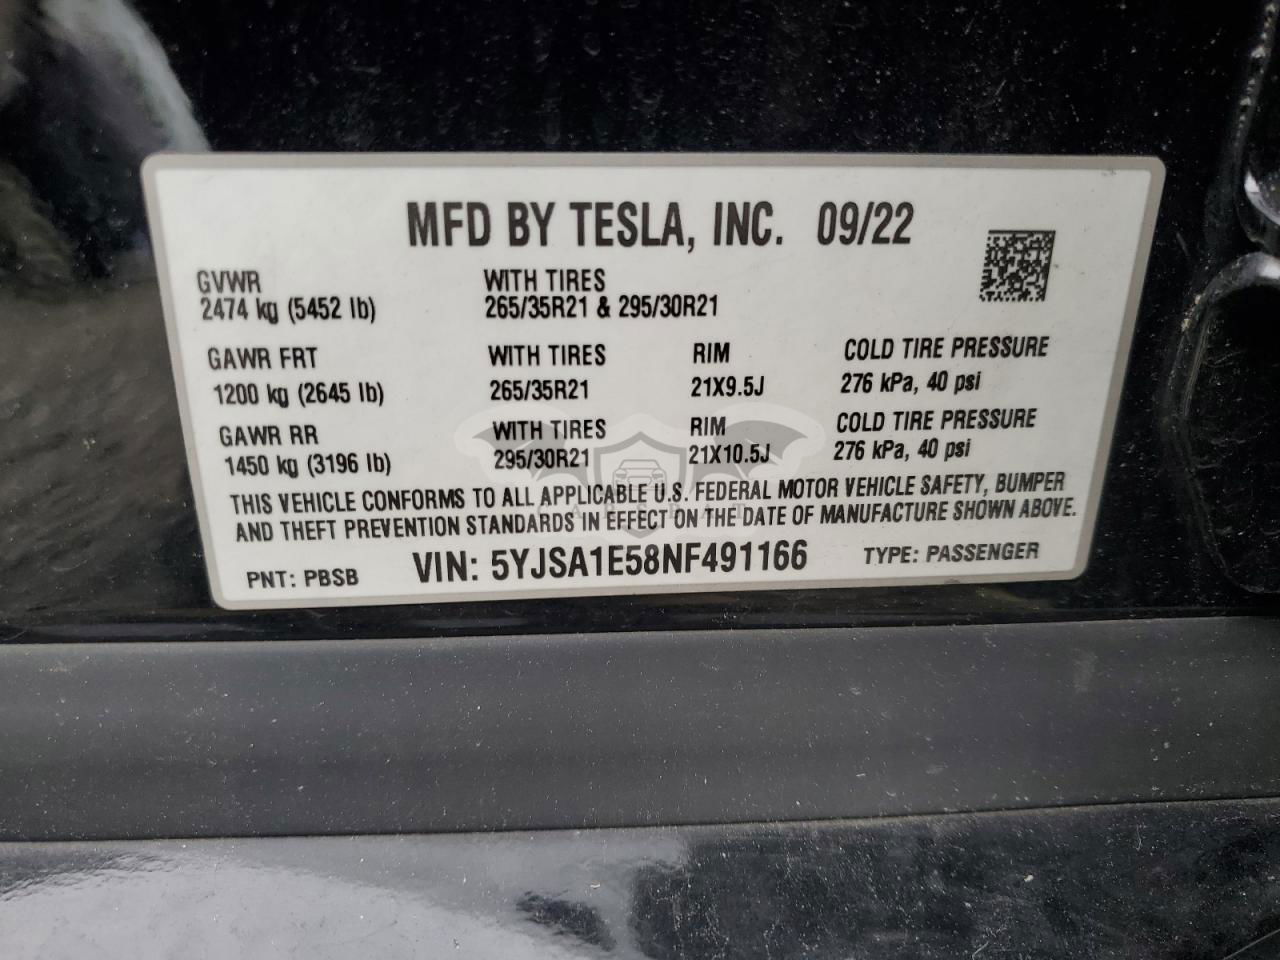 MFD BY TESLA, INC. 09/22
GVWR WITH TIRES
2474 kg (5452 lb) 265/35R21 & 295/30R21
GAWR FRT WITH TIRES RIM COLD TIRE PRESSURE
1200 kg (2645 lb) 265/35R21 21X9.5J 276 kPa, 40 psi
GAWR RR WITH TIRES RIM COLD TIRE PRESSURE
1450 kg (3196 lb) 295/30R21 21X10.5J 276 kPa, 40 psi
THIS VEHICLE CONFORMS TO ALL APPLICABLE U.S. FEDERAL MOTOR VEHICLE SAFETY, BUMPER
AND THEFT PREVENTION STANDARDS IN EFFECT ON THE DATE OF MANUFACTURE SHOWN ABOVE.
PNT: PBSB VIN: 5YJSA1E58NF491166 TYPE: PASSENGER